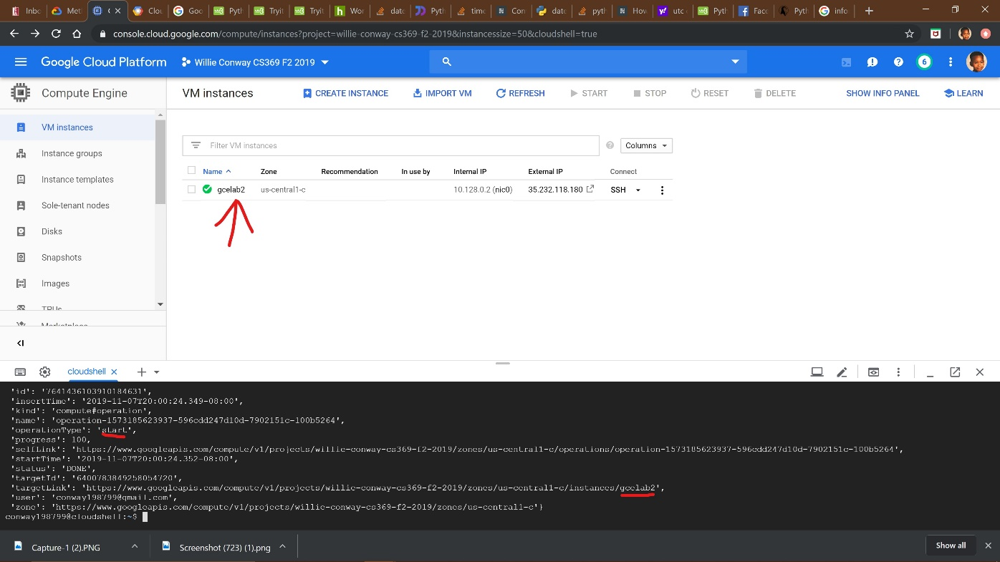 Inbo
Met
C
Clou
Goo
Pyth
Tryit
Tryit
Wor
date
Pyth
time
Con
date
pyth
How
utc
Pyth
Face
Pyth
info
console.cloud.google.com/compute/instances?project=willie-conway-cs369-f2-2019&instancessize=50&cloudshell=true
Google Cloud Platform
Willie Conway CS369 F2 2019
6
Compute Engine
VM instances
CREATE INSTANCE
IMPORT VM
REFRESH
START
STOP
RESET
DELETE
SHOW INFO PANEL
LEARN
VM instances
Instance groups
Instance templates
Sole-tenant nodes
Disks
Snapshots
Images
TPUs
Marketplace
Filter VM instances
Columns
Name Zone Recommendation In use by Internal IP External IP Connect
gcelab2 us-central1-c 10.128.0.2 (nic0) 35.232.118.180 SSH
cloudshell
'id': '7641436103910184631',
'insertTime': '2019-11-07T20:00:24.349-08:00',
'kind': 'compute#operation',
'name': 'operation-1573185623937-596cdd247d10d-7902151c-100b5264',
'operationType': 'start',
'progress': 100,
'selfLink': 'https://www.googleapis.com/compute/v1/projects/willie-conway-cs369-f2-2019/zones/us-central1-c/operations/operation-1573185623937-596cdd247d10d-7902151c-100b5264',
'startTime': '2019-11-07T20:00:24.352-08:00',
'status': 'DONE',
'targetId': '6400783849258054720',
'targetLink': 'https://www.googleapis.com/compute/v1/projects/willie-conway-cs369-f2-2019/zones/us-central1-c/instances/gcelab2',
'user': 'conway198799@gmail.com',
'zone': 'https://www.googleapis.com/compute/v1/projects/willie-conway-cs369-f2-2019/zones/us-central1-c'}
conway198799@cloudshell:~$
Capture-1 (2).PNG
Screenshot (723) (1).png
Show all